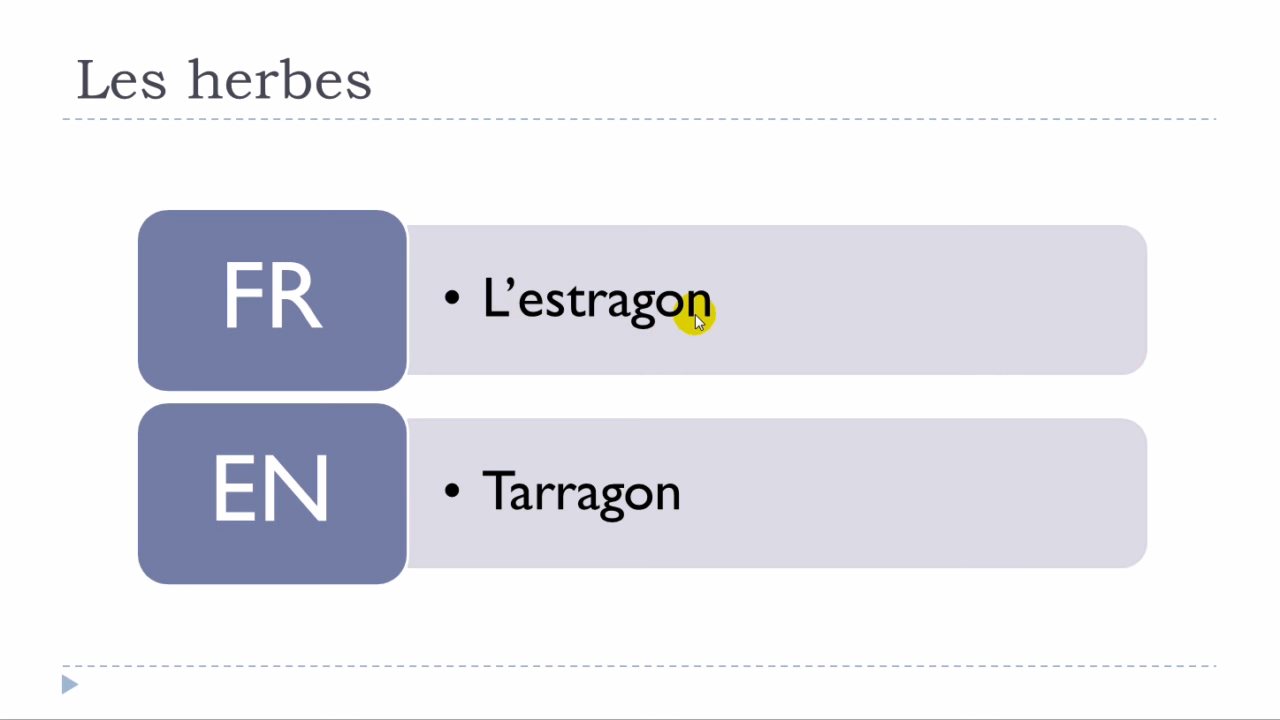 Les herbes
FR
• L’estragon
EN
• Tarragon